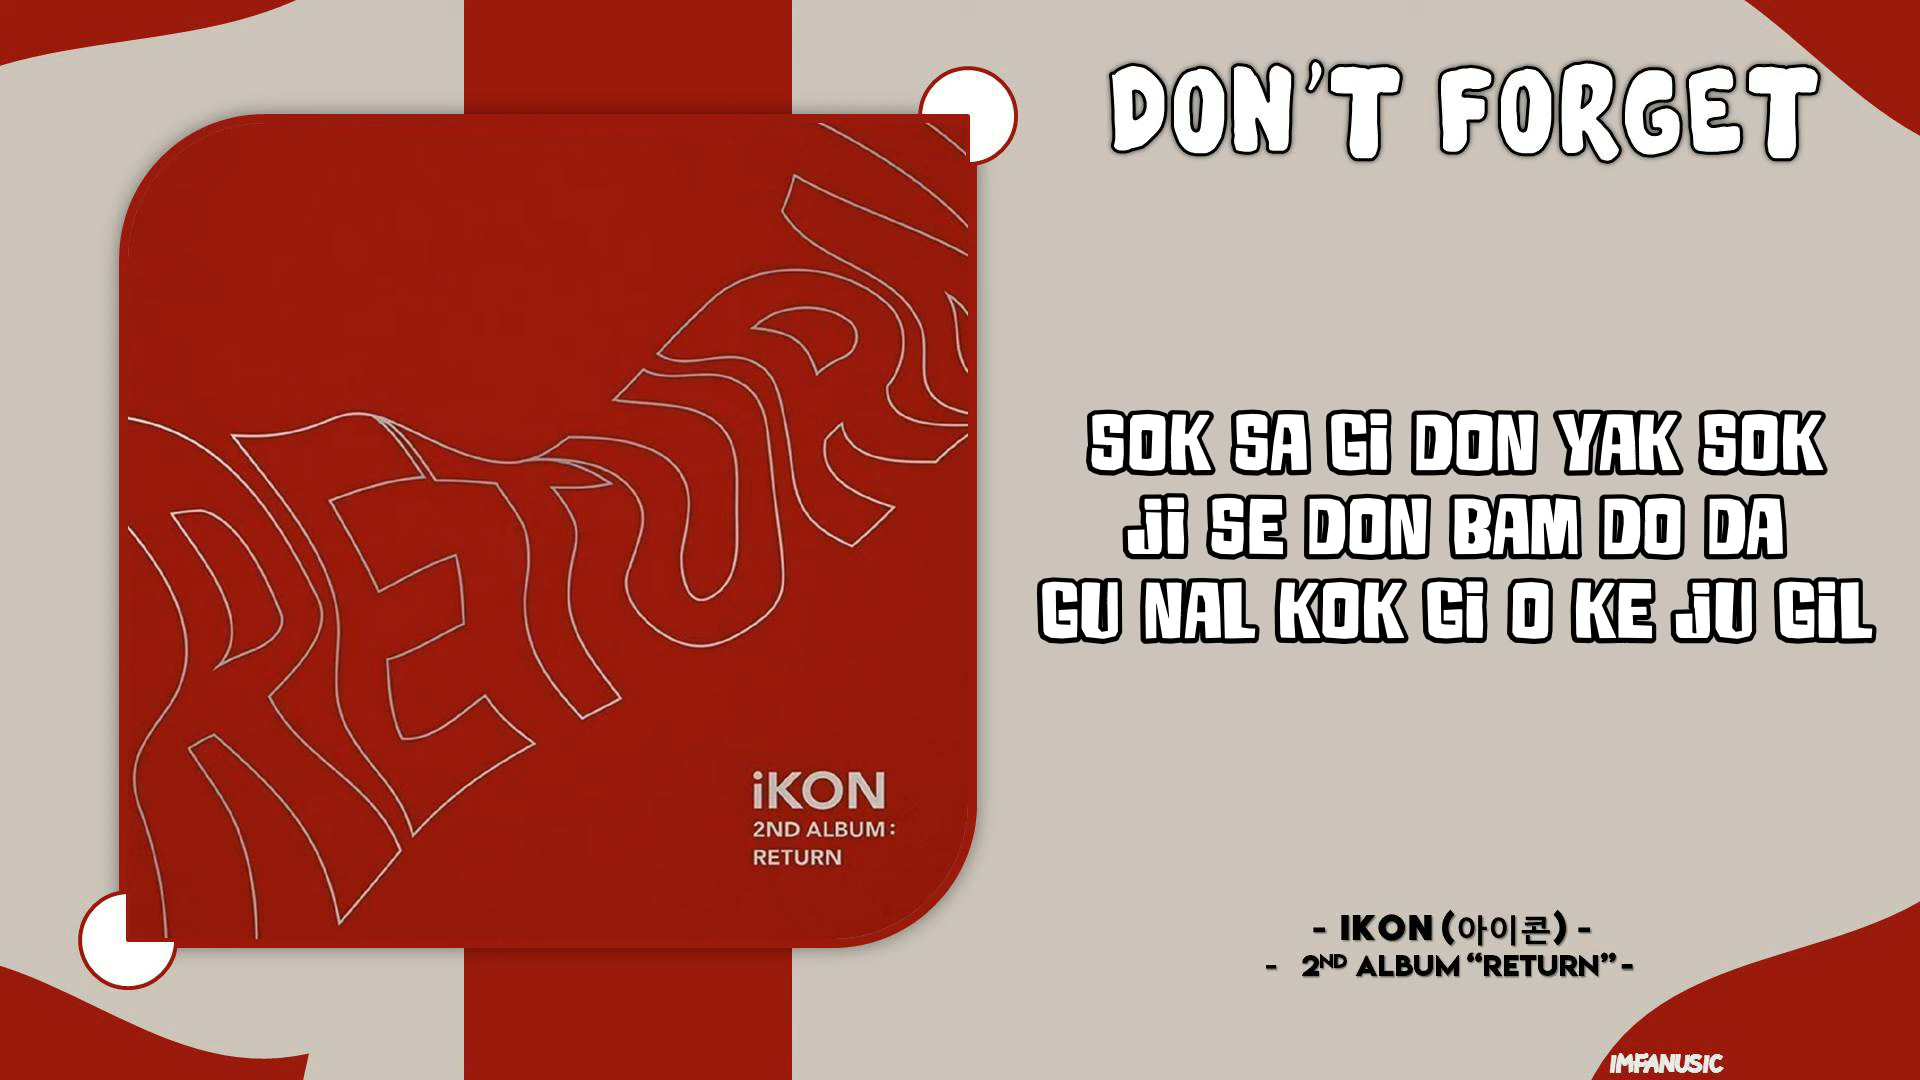 DON'T FORGET
RETURN
iKON
2ND ALBUM:
RETURN
SOK SA Gi DON YAK SOK
Ji SE DON BAM DO DA
GU NAL KOK Gi O KE JU GiL
- IKON (아이콘) -
- 2ND ALBUM “RETURN” -
IMFANUSIC